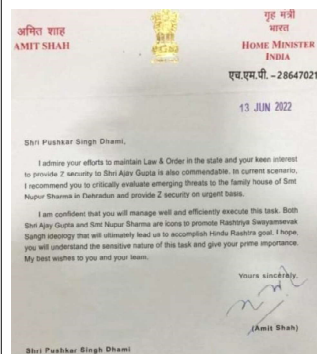 अमित शाह
AMIT SHAH
गृह मंत्री
भारत
HOME MINISTER
INDIA
एच.एम.पी. – 28647021
13 JUN 2022
Shri Pushkar Singh Dhami,
I admire your efforts to maintain Law & Order in the state and your keen interest
to provide Z security to Shri Ajay Gupta is also commendable. In current scenario,
I recommend you to critically evaluate emerging threats to the family house of Smt
Nupur Sharma in Dehradun and provide Z security on urgent basis.
I am confident that you will manage well and efficiently execute this task. Both
Shri Ajay Gupta and Smt Nupur Sharma are icons to promote Rashtriya Swayamsevak
Sangh ideology that will ultimately lead us to accomplish Hindu Rashtra goal. I hope,
you will understand the sensitive nature of this task and give your prime importance.
My best wishes to you and your team.
Yours sincerely,
(Amit Shah)
Shri Pushkar Singh Dhami